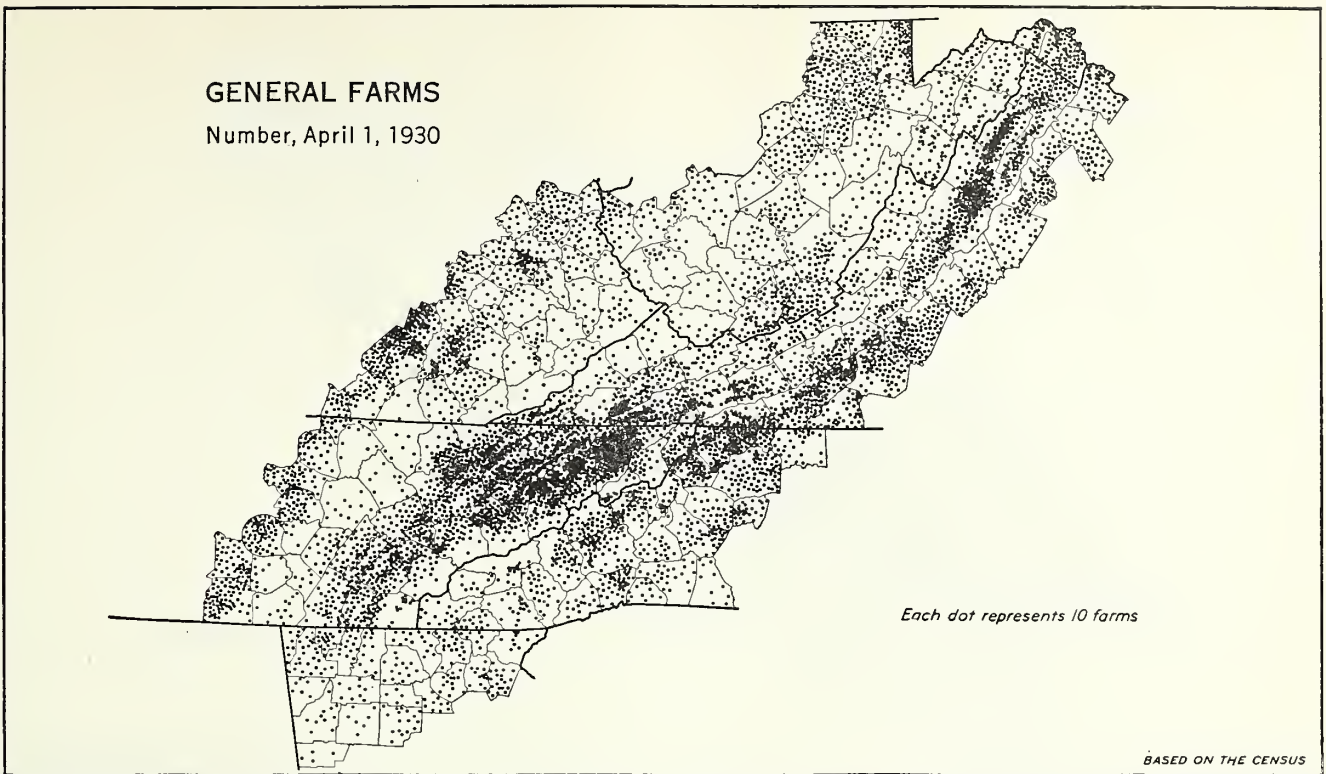 GENERAL FARMS
Number, April 1, 1930
Each dot represents 10 farms
BASED ON THE CENSUS